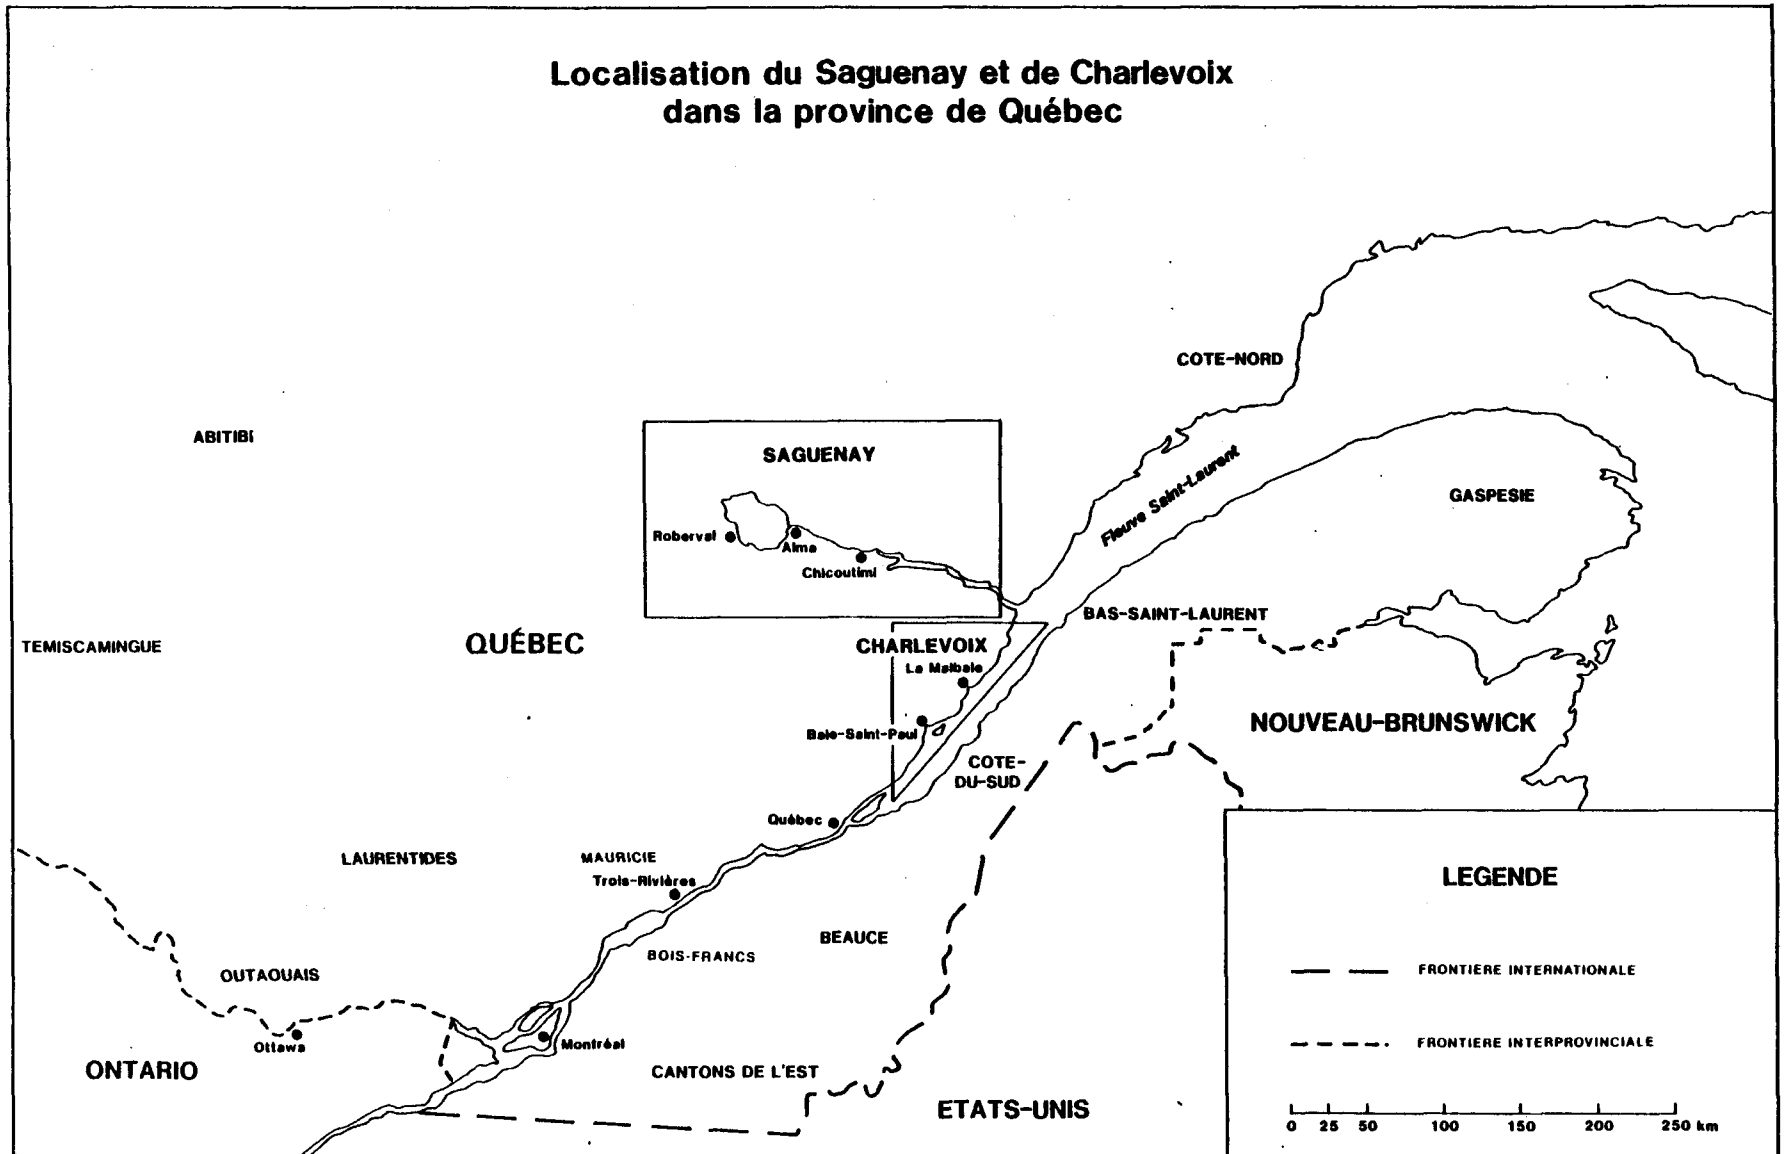 Localisation du Saguenay et de Charlevoix
dans la province de Québec
COTE-NORD
ABITIBI
SAGUENAY
Fleuve Saint-Laurent
GASPESIE
Roberval
Alma
Chicoutimi
BAS-SAINT-LAURENT
TEMISCAMINGUE
QUÉBEC
CHARLEVOIX
La Malbaie
NOUVEAU-BRUNSWICK
Baie-Saint-Paul
COTE-
DU-SUD
Québec
LAURENTIDES
MAURICIE
Trois-Rivières
LEGENDE
BEAUCE
BOIS-FRANCS
OUTAOUAIS
FRONTIERE INTERNATIONALE
Ottawa
Montréal
FRONTIERE INTERPROVINCIALE
ONTARIO
CANTONS DE L'EST
ETATS-UNIS
0 25 50 100 150 200 250 km